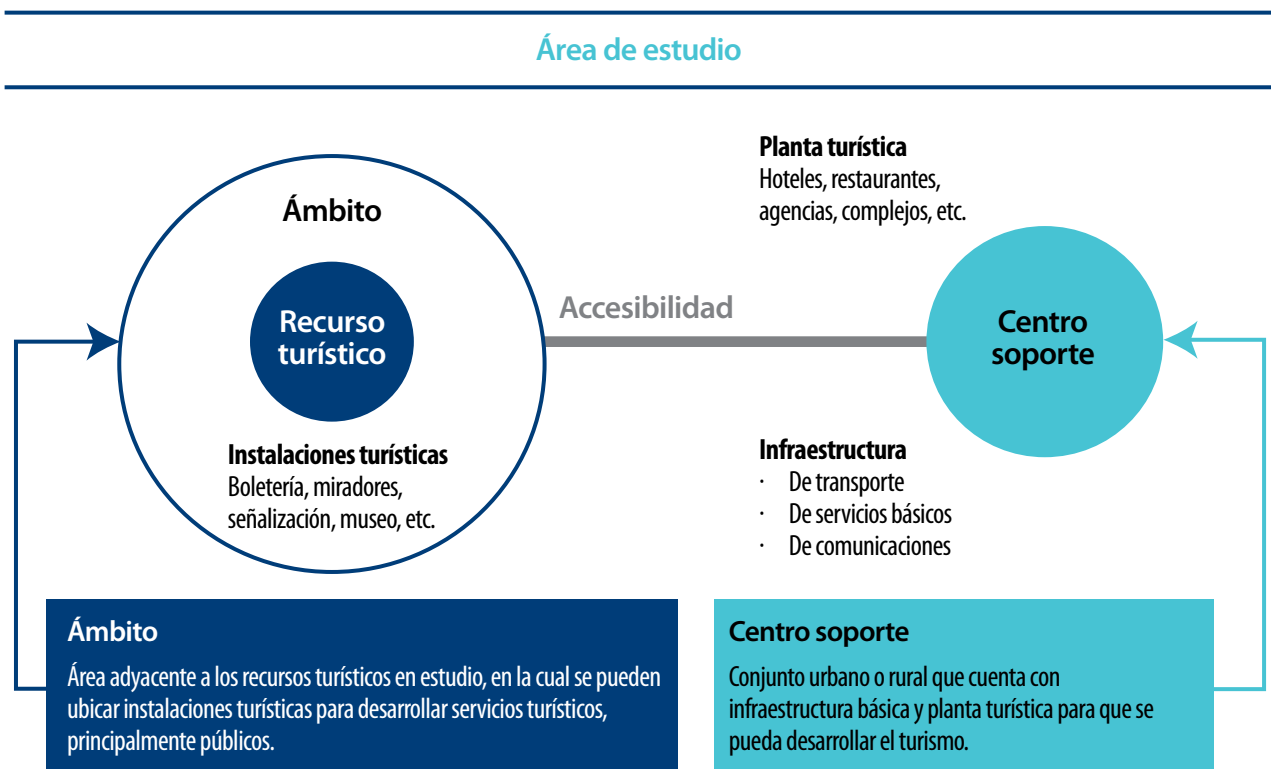 Área de estudio
Ámbito
Recurso
turístico
Instalaciones turísticas
Boletería, miradores,
señalización, museo, etc.
Accesibilidad
Planta turística
Hoteles, restaurantes,
agencias, complejos, etc.
Centro
soporte
Infraestructura
· De transporte
· De servicios básicos
· De comunicaciones
Ámbito
Área adyacente a los recursos turísticos en estudio, en la cual se pueden
ubicar instalaciones turísticas para desarrollar servicios turísticos,
principalmente públicos.
Centro soporte
Conjunto urbano o rural que cuenta con
infraestructura básica y planta turística para que se
pueda desarrollar el turismo.